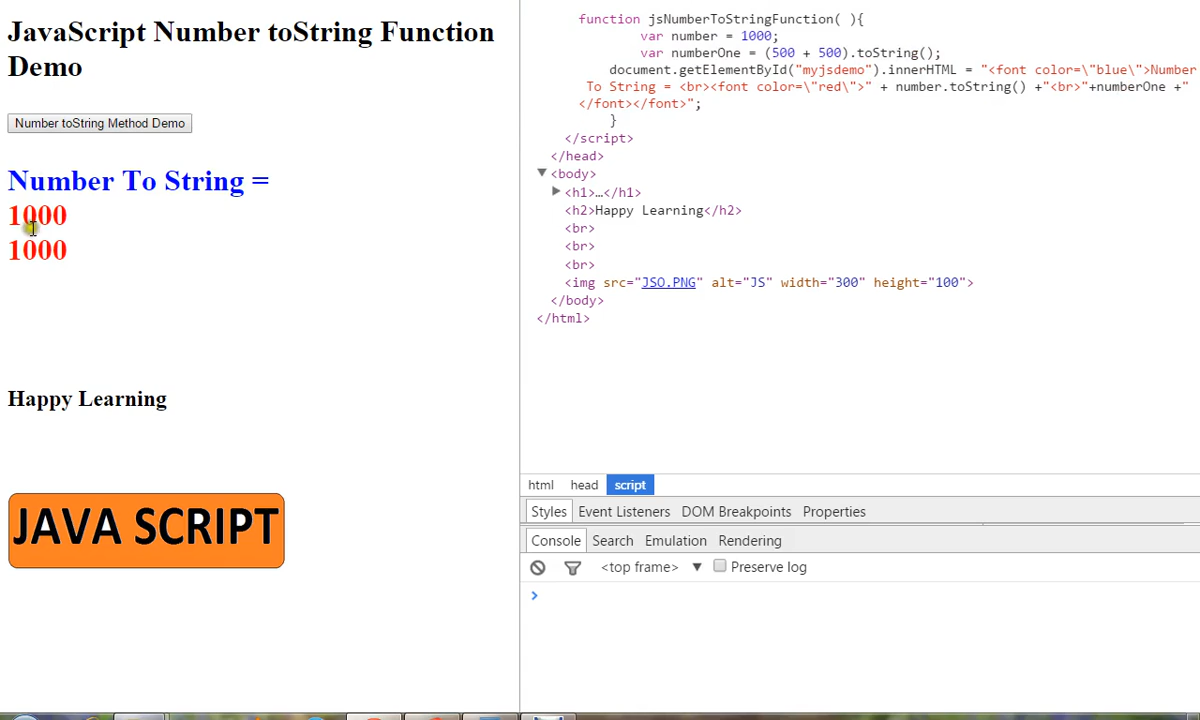 JavaScript Number toString Function
Demo
Number toString Method Demo
Number To String =
1000
1000
Happy Learning
JAVA SCRIPT
function jsNumberToStringFunction( ){
var number = 1000;
var numberOne = (500 + 500).toString();
document.getElementById("myjsdemo").innerHTML = "<font color=\"blue\">Number
To String = <br><font color=\"red\">" + number.toString() +"<br>"+numberOne +"
</font></font>";
}
</script>
</head>
▼<body>
▶<h1>…</h1>
<h2>Happy Learning</h2>
<br>
<br>
<br>
<img src="JSO.PNG" alt="JS" width="300" height="100">
</body>
</html>
html head script
Styles Event Listeners DOM Breakpoints Properties
Console Search Emulation Rendering
<top frame> ▼ Preserve log
>